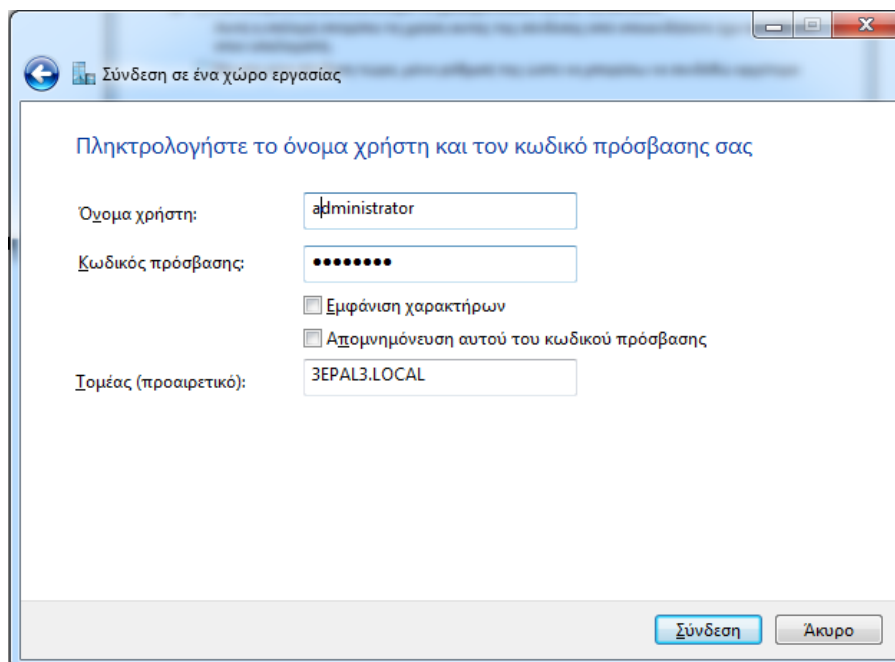 Σύνδεση σε ένα χώρο εργασίας
Πληκτρολογήστε το όνομα χρήστη και τον κωδικό πρόσβασης σας
Όνομα χρήστη:
administrator
Κωδικός πρόσβασης:
••••••••
Εμφάνιση χαρακτήρων
Απομνημόνευση αυτού του κωδικού πρόσβασης
Τομέας (προαιρετικό):
3EPAL3.LOCAL
Σύνδεση
Άκυρο